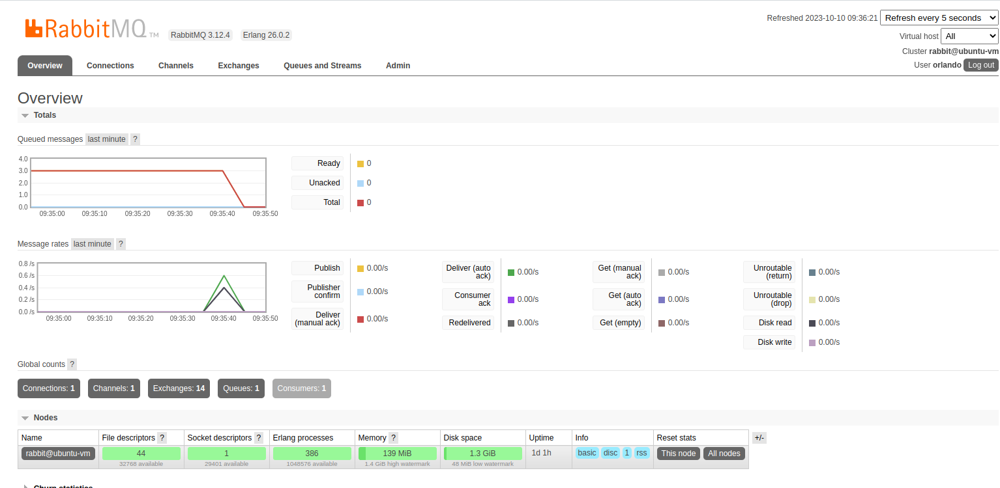 Refreshed 2023-10-10 09:36:21 Refresh every 5 seconds
RabbitMQ TM RabbitMQ 3.12.4 Erlang 26.0.2
Virtual host All
Cluster rabbit@ubuntu-vm
User orlando Log out
Overview Connections Channels Exchanges Queues and Streams Admin
Overview
Totals
Queued messages last minute ?
4.0
3.0
2.0
1.0
0.0
09:35:00 09:35:10 09:35:20 09:35:30 09:35:40 09:35:50
Ready 0
Unacked 0
Total 0
Message rates last minute ?
0.8 /s
0.6 /s
0.4 /s
0.2 /s
0.0 /s
09:35:00 09:35:10 09:35:20 09:35:30 09:35:40 09:35:50
Publish 0.00/s
Publisher
confirm 0.00/s
Deliver
(manual ack) 0.00/s
Deliver (auto
ack) 0.00/s
Consumer
ack 0.00/s
Redelivered 0.00/s
Get (manual
ack) 0.00/s
Get (auto
ack) 0.00/s
Get (empty) 0.00/s
Unroutable
(return) 0.00/s
Unroutable
(drop) 0.00/s
Disk read 0.00/s
Disk write 0.00/s
Global counts ?
Connections: 1 Channels: 1 Exchanges: 14 Queues: 1 Consumers: 1
Nodes
Name File descriptors ? Socket descriptors ? Erlang processes Memory ? Disk space Uptime Info Reset stats +/-
rabbit@ubuntu-vm 44 1 386 139 MiB 1.3 GiB 1d 1h basic disc 1 rss This node All nodes
32768 available 29401 available 1048576 available 1.4 GiB high watermark 48 MiB low watermark
Churn statistics